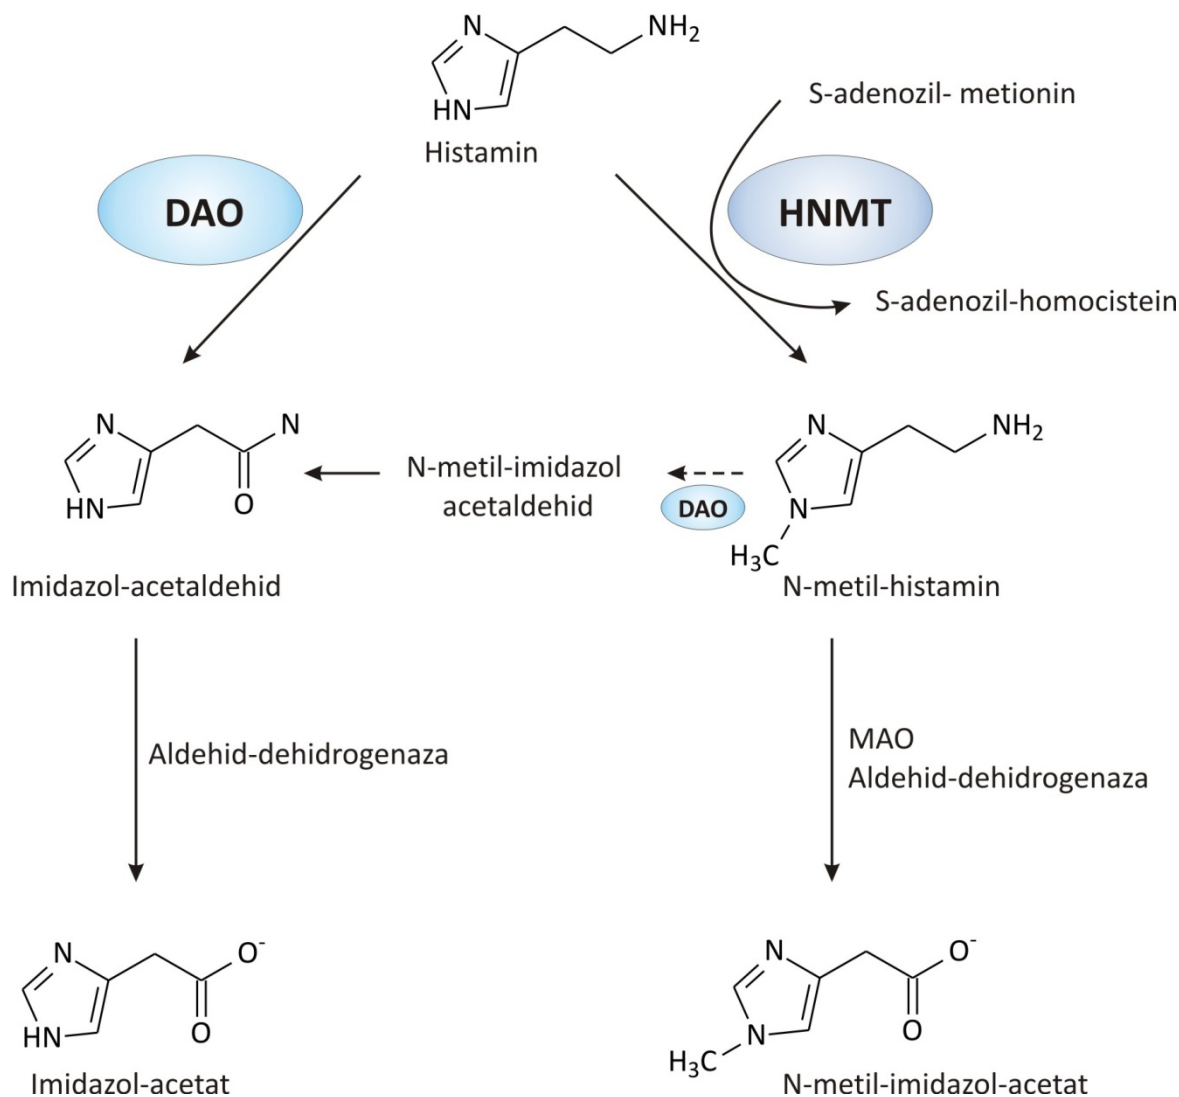 N
NH2
HN
Histamin
S-adenozil- metionin
DAO
HNMT
S-adenozil-homocistein
N
N
HN
O
Imidazol-acetaldehid
N-metil-imidazol
acetaldehid
DAO
N
NH2
N
H3C
N-metil-histamin
Aldehid-dehidrogenaza
MAO
Aldehid-dehidrogenaza
N
O-
HN
O
Imidazol-acetat
N
O-
N
O
H3C
N-metil-imidazol-acetat